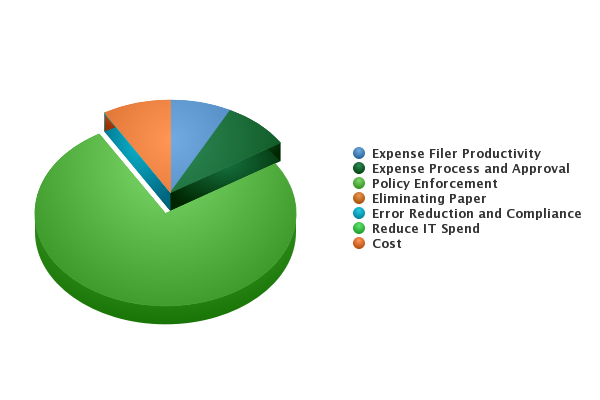 Expense Filer Productivity
Expense Process and Approval
Policy Enforcement
Eliminating Paper
Error Reduction and Compliance
Reduce IT Spend
Cost